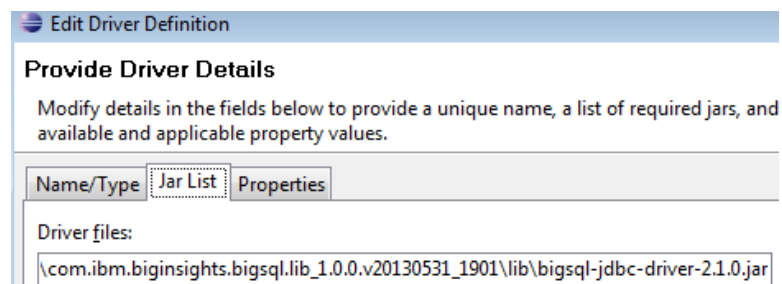 Edit Driver Definition
Provide Driver Details
Modify details in the fields below to provide a unique name, a list of required jars, and
available and applicable property values.
Name/Type Jar List Properties
Driver files:
\com.ibm.biginsights.bigsql.lib_1.0.0.v20130531_1901\lib\bigsql-jdbc-driver-2.1.0.jar